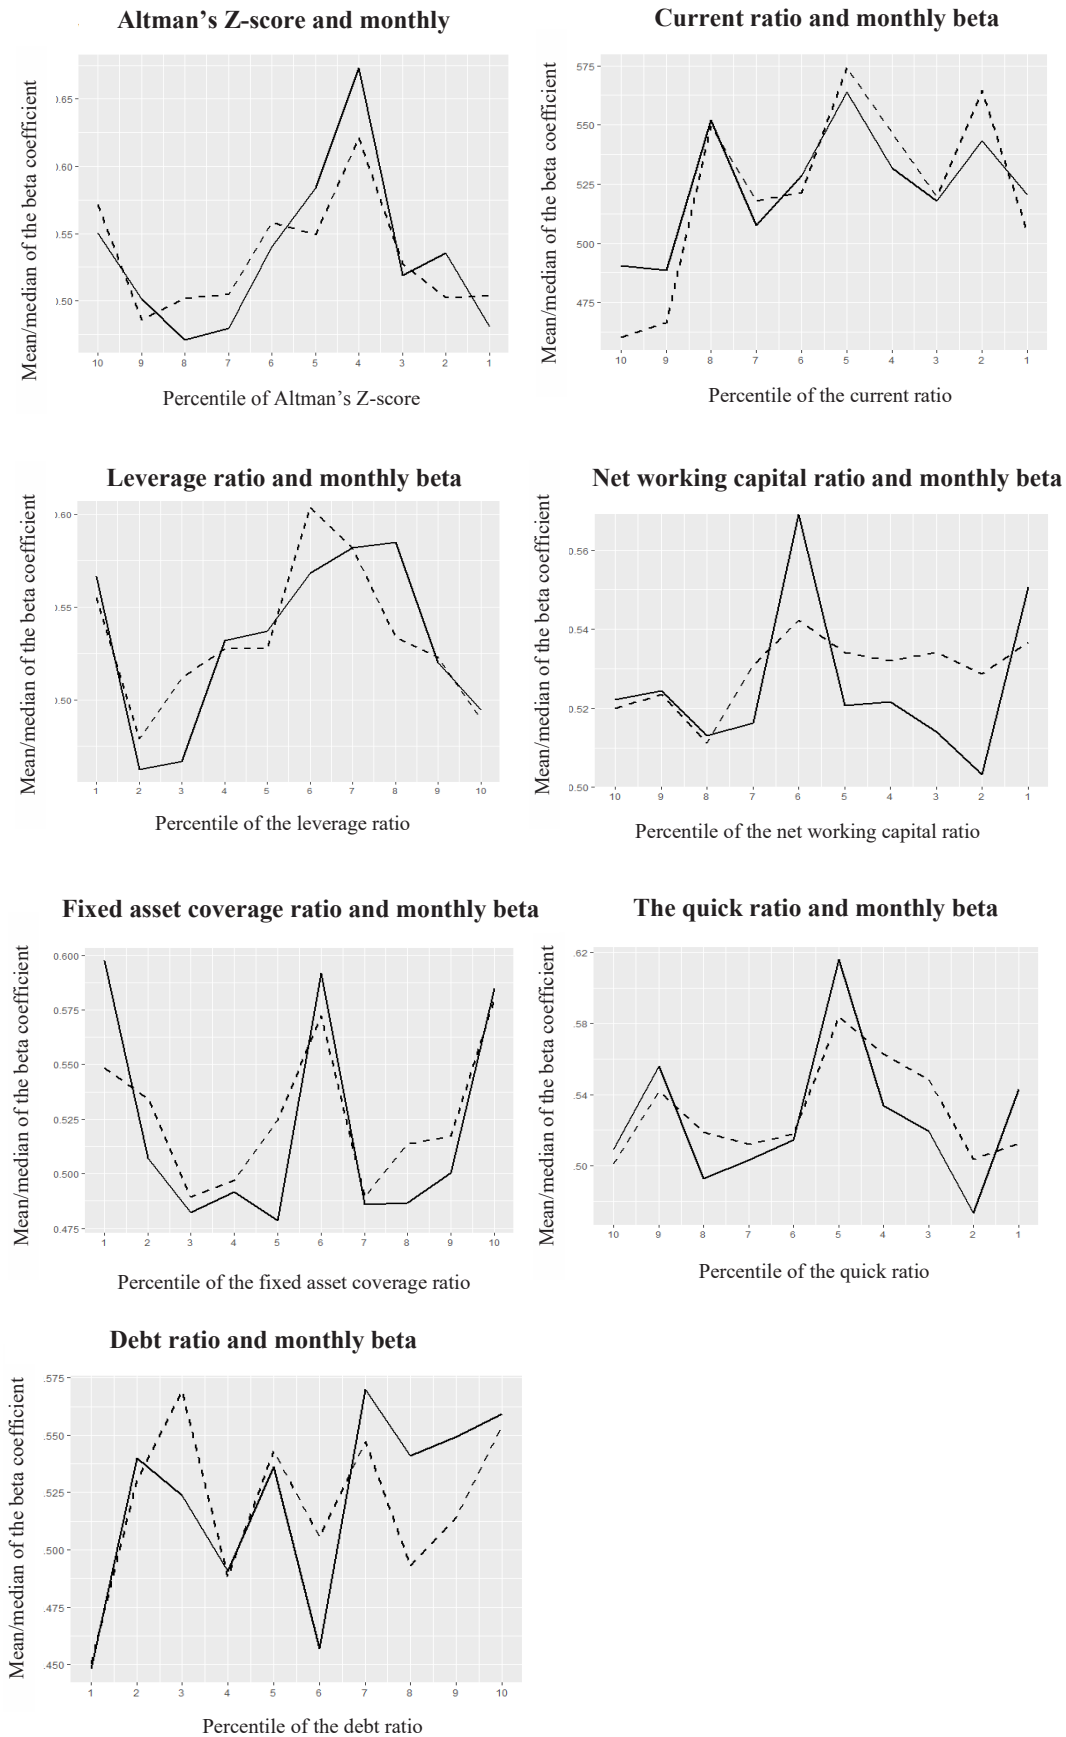 Altman's Z-score and monthly
Mean/median of the beta coefficient
).65
).60
).55
).50
10 9 8 7 6 5 4 3 2 1
Percentile of Altman's Z-score
Current ratio and monthly beta
Mean/median of the beta coefficient
575
550
525
500
475
10 9 8 7 6 5 4 3 2 1
Percentile of the current ratio
Leverage ratio and monthly beta
Mean/median of the beta coefficient
).60
).55
).50
1 2 3 4 5 6 7 8 9 10
Percentile of the leverage ratio
Net working capital ratio and monthly beta
Mean/median of the beta coefficient
0.56
0.54
0.52
0.50
10 9 8 7 6 5 4 3 2 1
Percentile of the net working capital ratio
Fixed asset coverage ratio and monthly beta
Mean/median of the beta coefficient
0.600
0.575
0.550
0.525
0.500
0.475
1 2 3 4 5 6 7 8 9 10
Percentile of the fixed asset coverage ratio
The quick ratio and monthly beta
Mean/median of the beta coefficient
.62
.58
.54
.50
10 9 8 7 6 5 4 3 2 1
Percentile of the quick ratio
Debt ratio and monthly beta
Mean/median of the beta coefficient
.575
.550
.525
.500
.475
.450
1 2 3 4 5 6 7 8 9 10
Percentile of the debt ratio